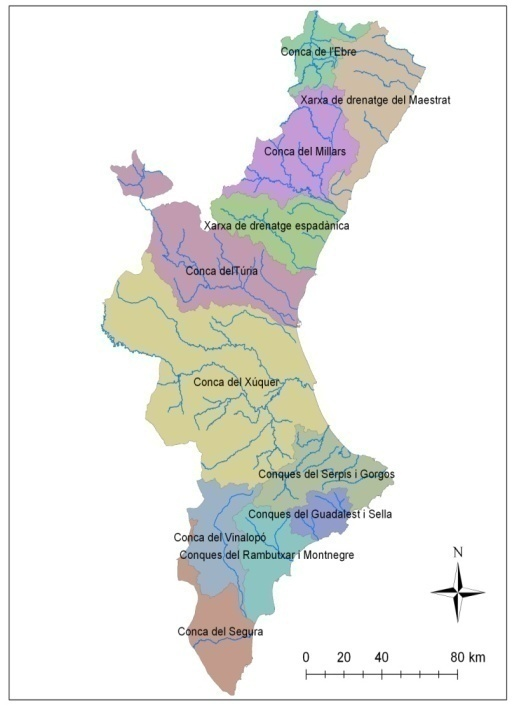 Conca de l'Ebre
Xarxa de drenatge del Maestrat
Conca del Millars
Xarxa de drenatge espadànica
Conca delTúria
Conca del Xúquer
Conques del Serpis i Gorgos
Conques del Guadalest i Sella
Conca del Vinalopó
Conques del Rambutxar i Montnegre
N
Conca del Segura
0 20 40 80 km